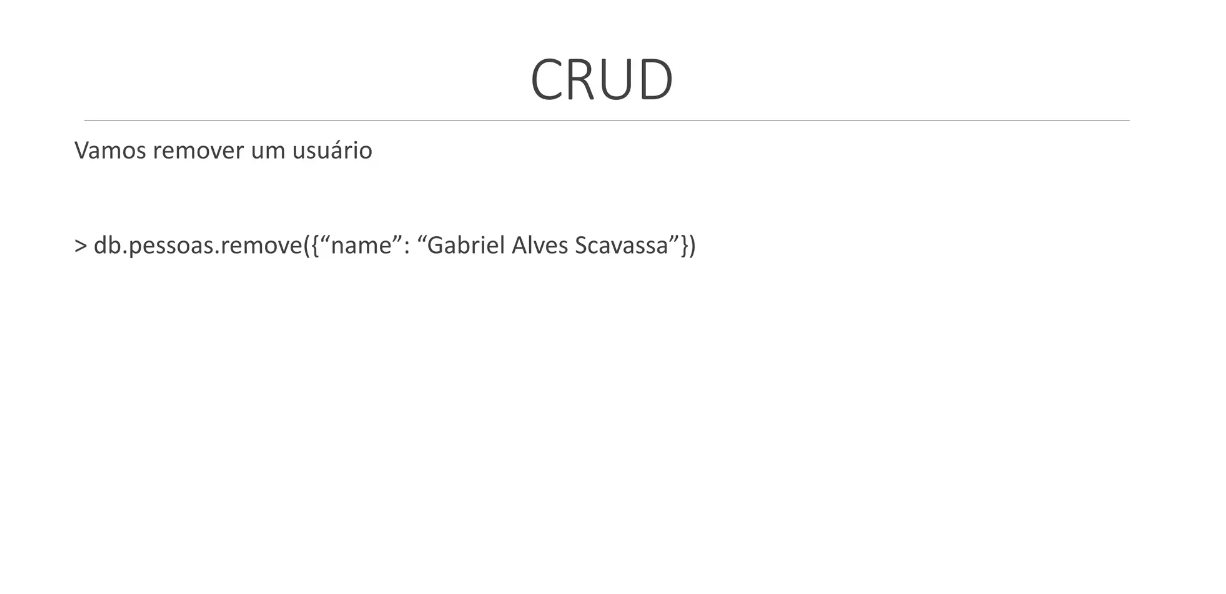 CRUD
Vamos remover um usuário
> db.pessoas.remove({“name”: “Gabriel Alves Scavassa”})